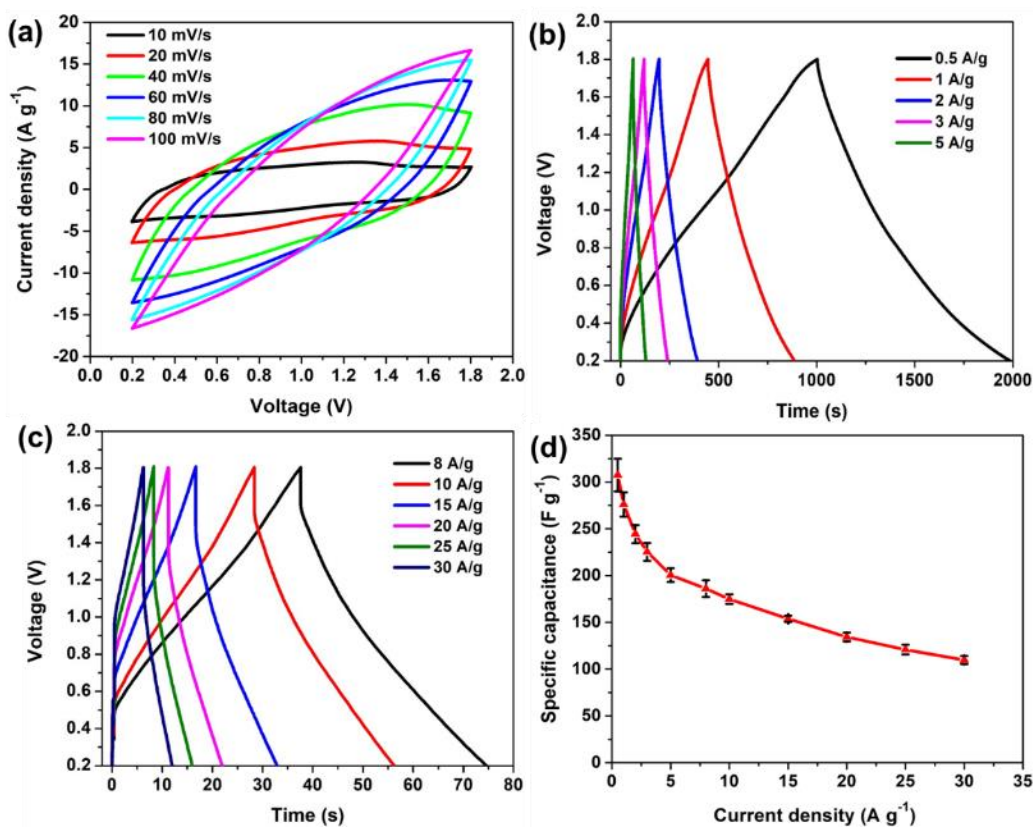 (a)
10 mV/s
20 mV/s
40 mV/s
60 mV/s
80 mV/s
100 mV/s
Current density (A g⁻¹)
20
15
10
5
0
-5
-10
-15
-20
0.0 0.2 0.4 0.6 0.8 1.0 1.2 1.4 1.6 1.8 2.0
Voltage (V)
(b)
0.5 A/g
1 A/g
2 A/g
3 A/g
5 A/g
Voltage (V)
2.0
1.8
1.6
1.4
1.2
1.0
0.8
0.6
0.4
0.2
0 500 1000 1500 2000
Time (s)
(c)
8 A/g
10 A/g
15 A/g
20 A/g
25 A/g
30 A/g
Voltage (V)
2.0
1.8
1.6
1.4
1.2
1.0
0.8
0.6
0.4
0.2
0 10 20 30 40 50 60 70 80
Time (s)
(d)
Specific capacitance (F g⁻¹)
350
300
250
200
150
100
50
0
0 5 10 15 20 25 30 35
Current density (A g⁻¹)